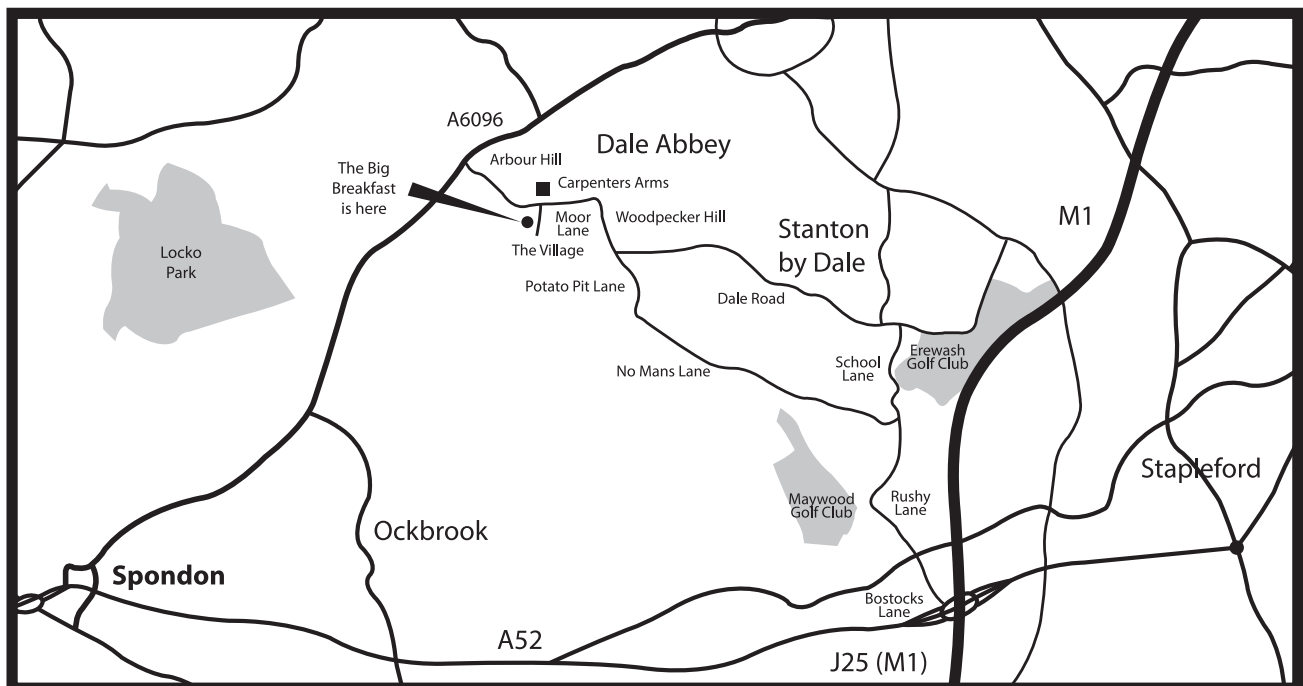 A6096
Dale Abbey
Arbour Hill
The Big
Breakfast
is here
Carpenters Arms
Moor
Lane
Woodpecker Hill
The Village
M1
Stanton
by Dale
Locko
Park
Potato Pit Lane
Dale Road
School
Lane
Erewash
Golf Club
No Mans Lane
Stapleford
Maywood
Golf Club
Rushy
Lane
Ockbrook
Spondon
Bostocks
Lane
A52
J25 (M1)